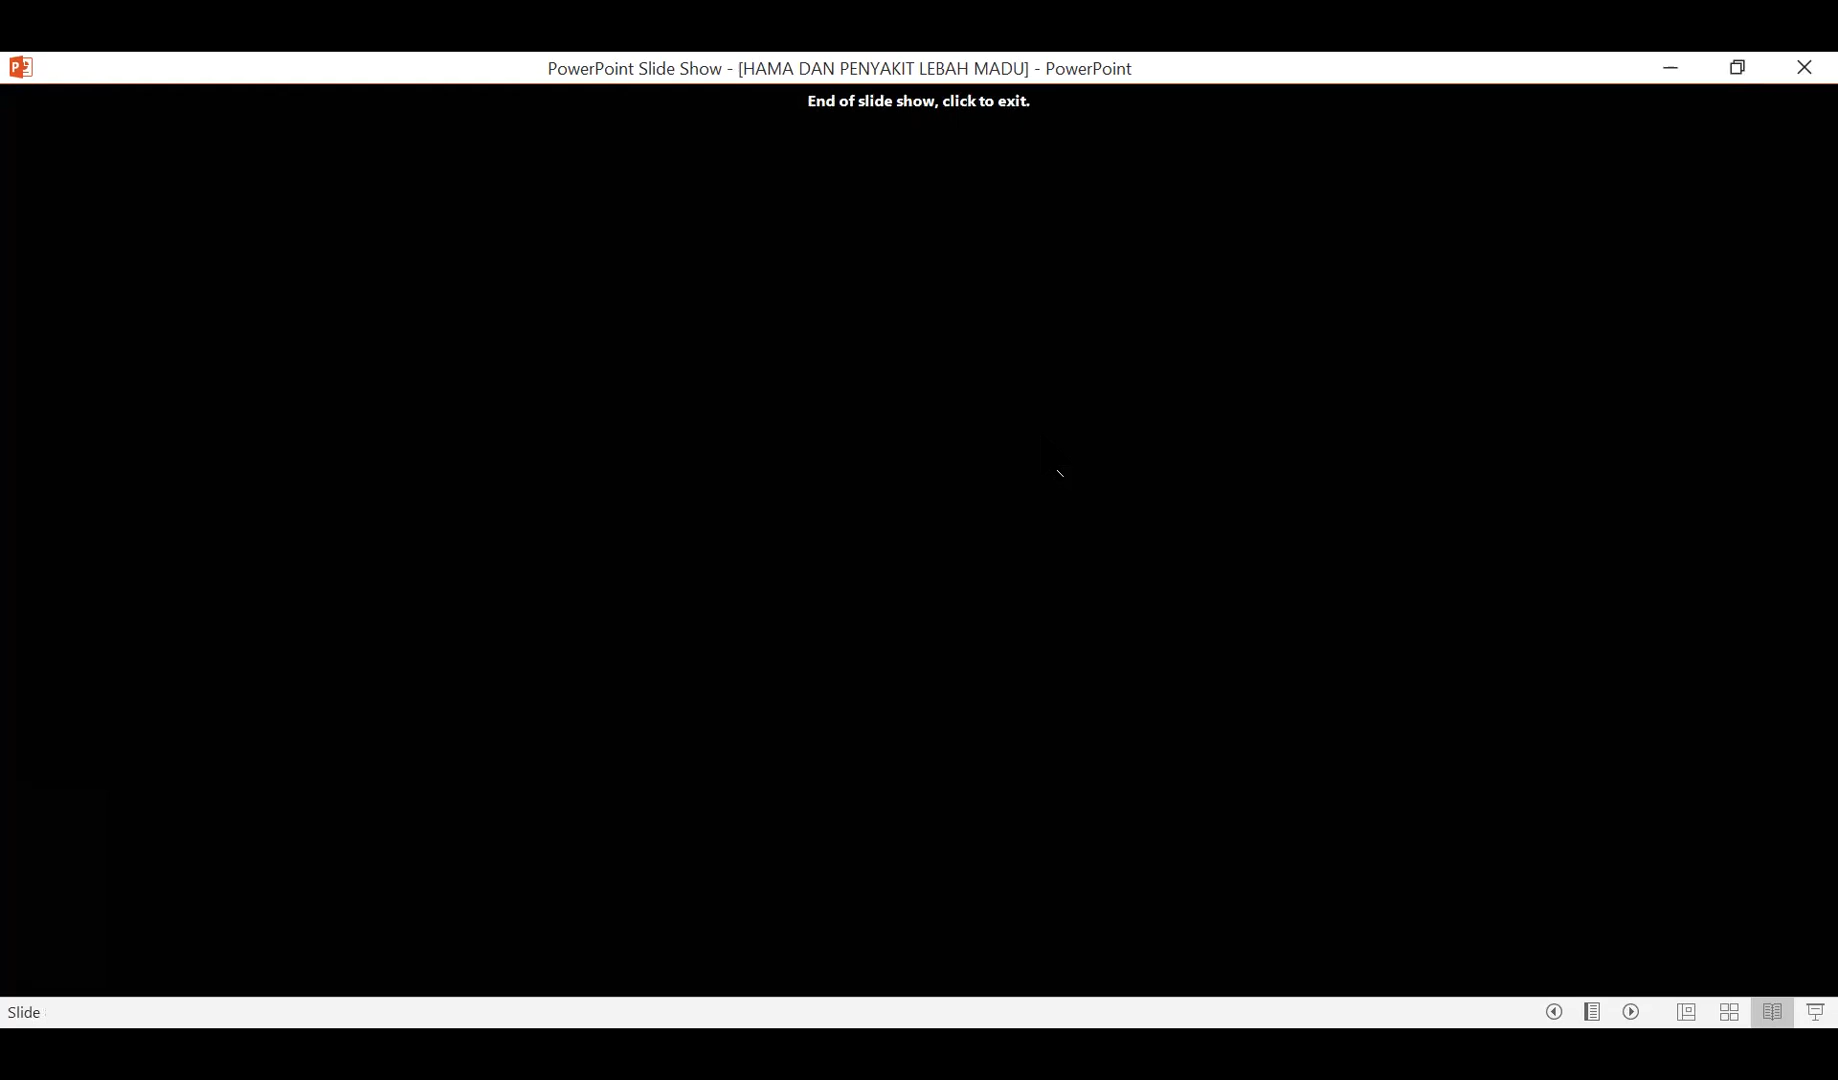 PowerPoint Slide Show - [HAMA DAN PENYAKIT LEBAH MADU] - PowerPoint
End of slide show, click to exit.
Slide